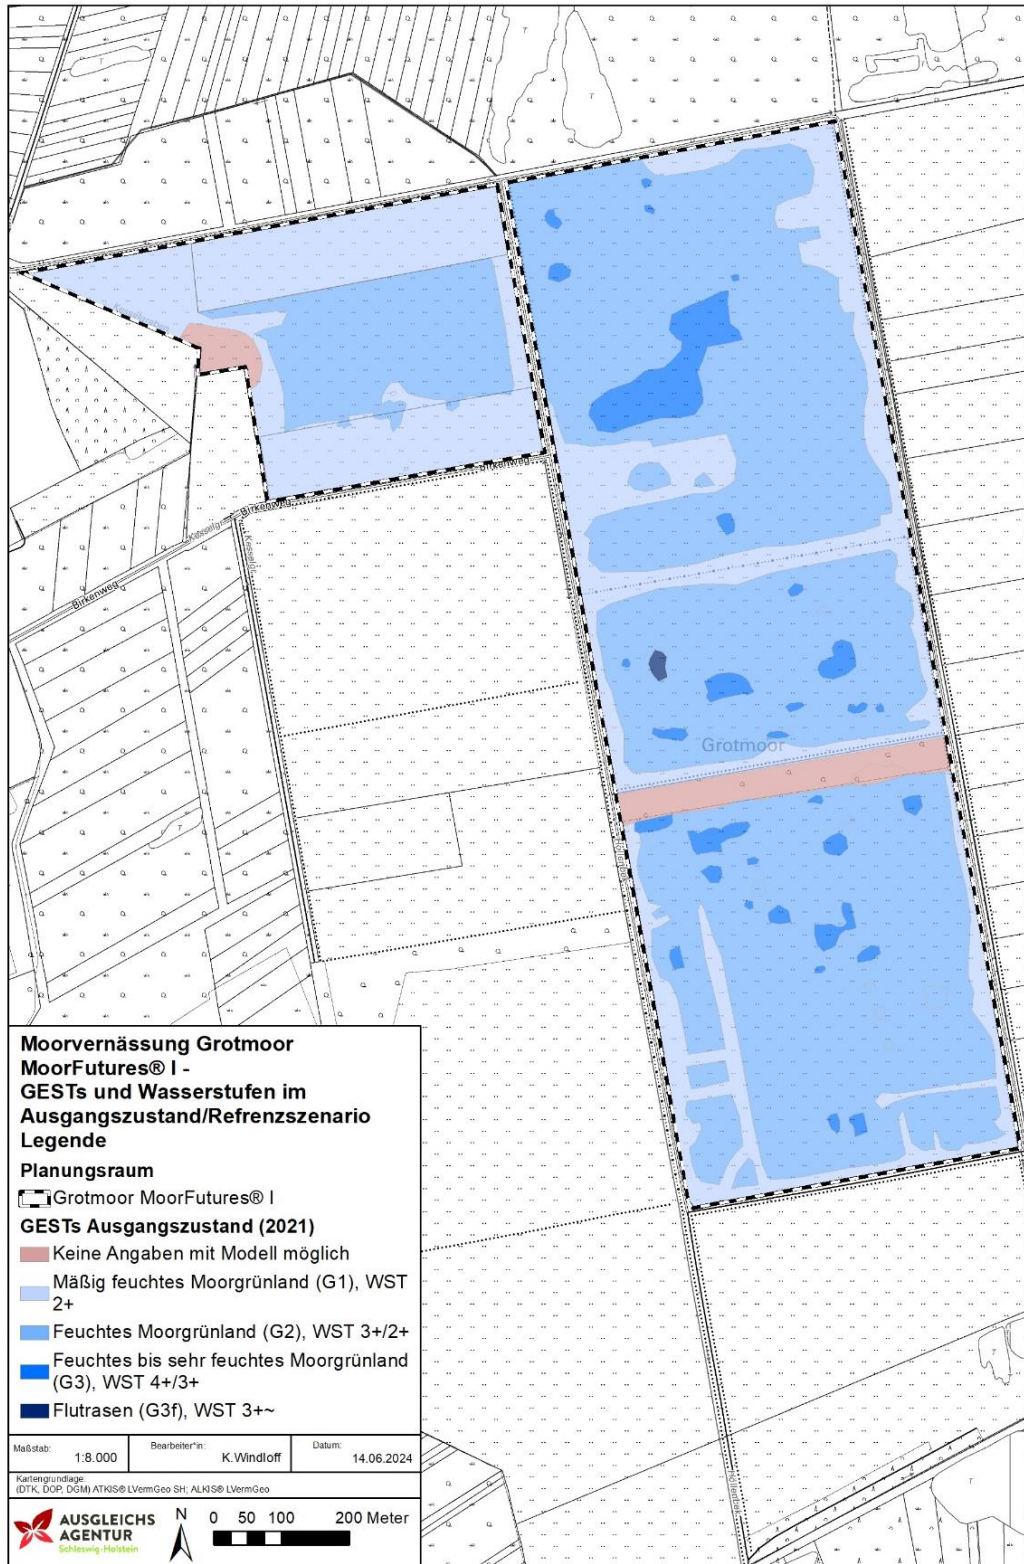 T
T
T
Kesselgraben
Birkenweg
Birkenweg
Kesselgr
Birkenweg
Grotmoor
Höllenbek
T
Moorvernässung Grotmoor
MoorFutures® I -
GESTs und Wasserstufen im
Ausgangszustand/Refrenzszenario
Legende
Planungsraum
Grotmoor MoorFutures® I
GESTs Ausgangszustand (2021)
Keine Angaben mit Modell möglich
Mäßig feuchtes Moorgrünland (G1), WST
2+
Feuchtes Moorgrünland (G2), WST 3+/2+
Feuchtes bis sehr feuchtes Moorgrünland
(G3), WST 4+/3+
Flutrasen (G3f), WST 3+~
Maßstab:
1:8.000
Bearbeiter*in:
K.Windloff
Datum:
14.06.2024
Kartengrundlage:
(DTK, DOP, DGM) ATKIS® LVermGeo SH; ALKIS® LVermGeo
AUSGLEICHS
AGENTUR
Schleswig-Holstein
N
0 50 100 200 Meter
T
Höllenbek
T